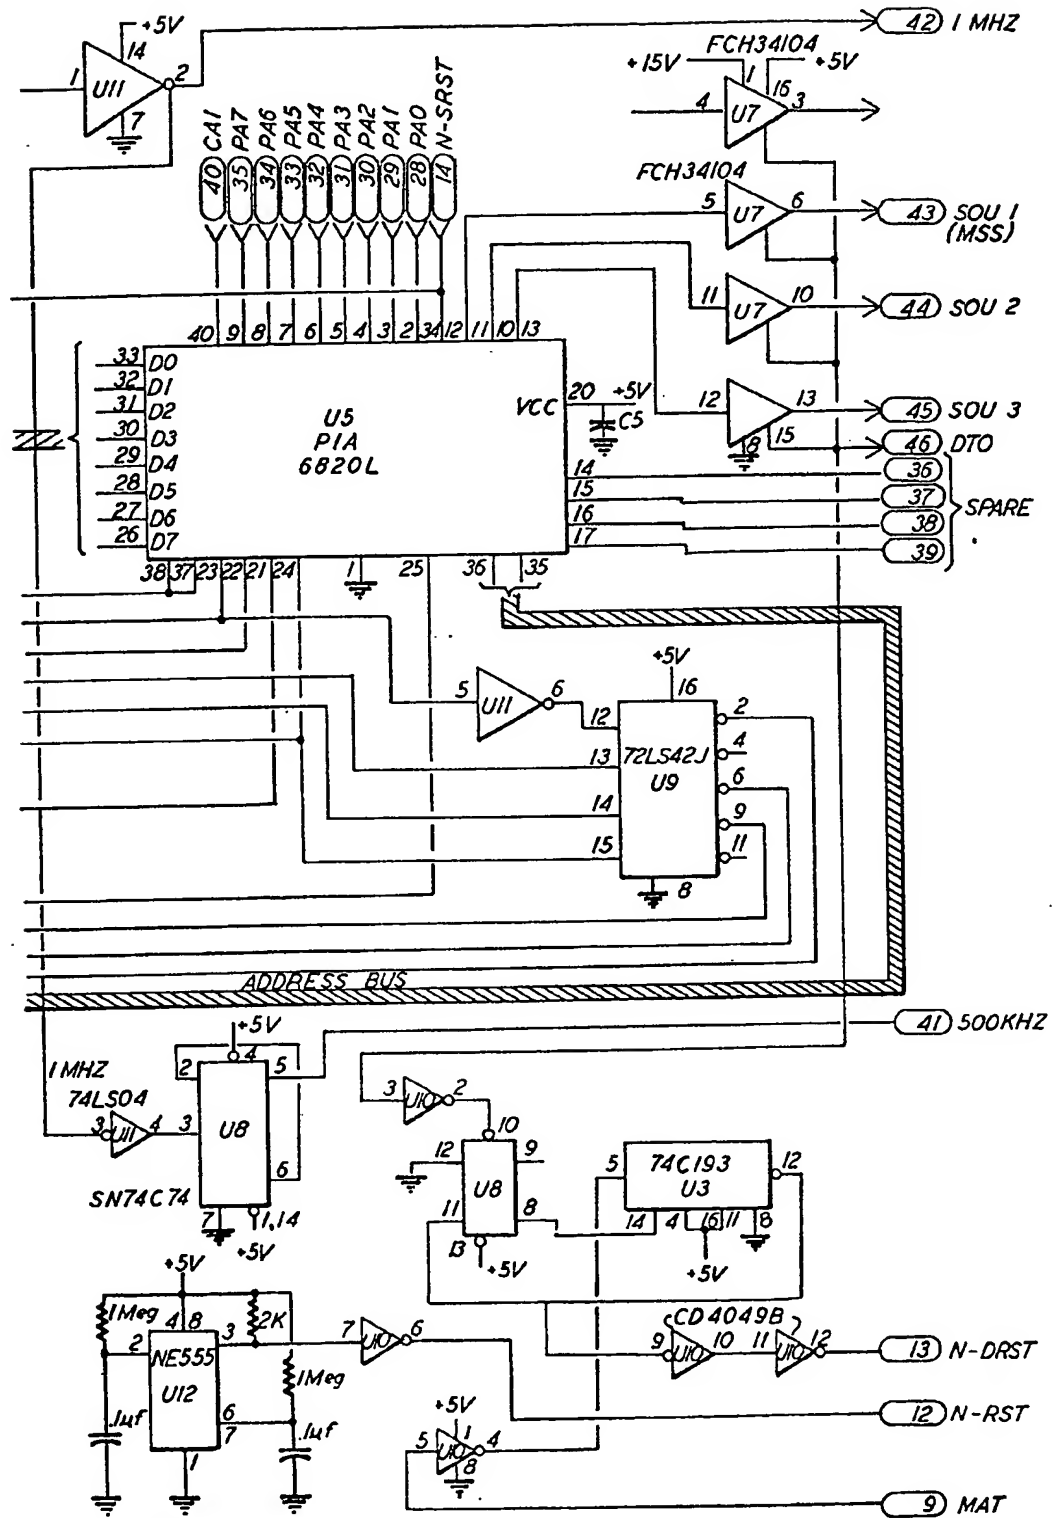 +5V
14
1 U11 2
7
42 1 MHZ
FCH34104
+15V 1 +5V
16
4 U7 3
40 CA1
35 PA7
34 PA6
33 PA5
32 PA4
31 PA3
30 PA2
29 PA1
28 PA0
14 N-SRST
FCH34104
5 U7 6
43 SOU 1
(MSS)
11 U7 10
44 SOU 2
40 9 8 7 6 5 4 3 2 34 12 11 10 13
33 D0
32 D1
31 D2
30 D3
29 D4
28 D5
27 D6
26 D7
U5
PIA
6820L
VCC 20 +5V
C5
12 13
8 15
45 SOU 3
46 DTO
14 36
15 37
16 38
17 39
SPARE
38 37 23 22 21 24 1 25 36 35
+5V
16
5 U11 6
12
13
14
15
72LS42J
U9
2
4
6
9
11
8
ADDRESS BUS
+5V
4
2 5
41 500KHZ
1 MHZ
74LS04
3 U11 4 3 U8
6
SN74C74
7 1,14
+5V
3 U10 2
10
12 9
U8
11 8
13
+5V
5 74C193 12
U3
14 4 16 11 8
+5V
+5V
1Meg
4 8
2 3
2K
NE555
U12
1Meg
6
7
.1uf
.1uf
1
7 U10 6
(CD4049B)
9 U10 10 11 U10 12
13 N-DRST
12 N-RST
+5V
1
5 U10 4
8
9 MAT